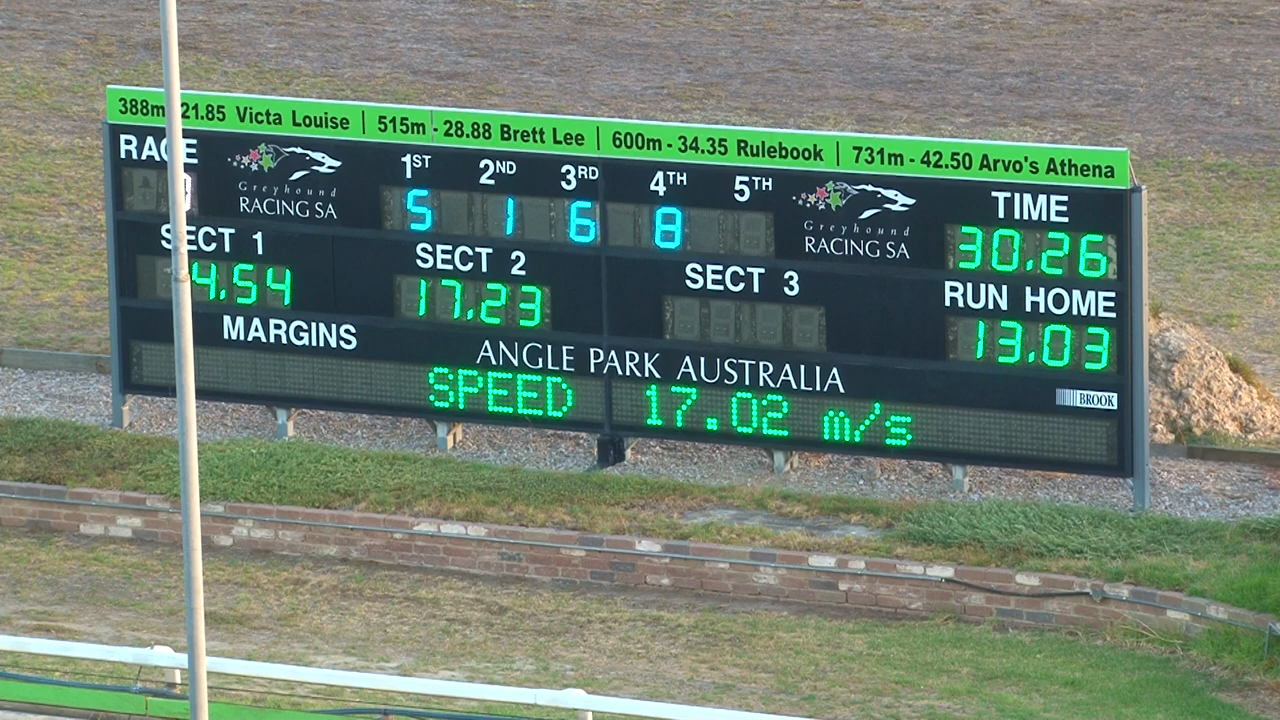 388m - 21.85 Victa Louise | 515m - 28.88 Brett Lee | 600m - 34.35 Rulebook | 731m - 42.50 Arvo's Athena
RACE
Greyhound
RACING SA
1ST 2ND 3RD 4TH 5TH
5 1 6 8
Greyhound
RACING SA
TIME
30.26
SECT 1
4.54
SECT 2
17.23
SECT 3
RUN HOME
13.03
MARGINS
ANGLE PARK AUSTRALIA
BROOK
SPEED 17.02 m/s